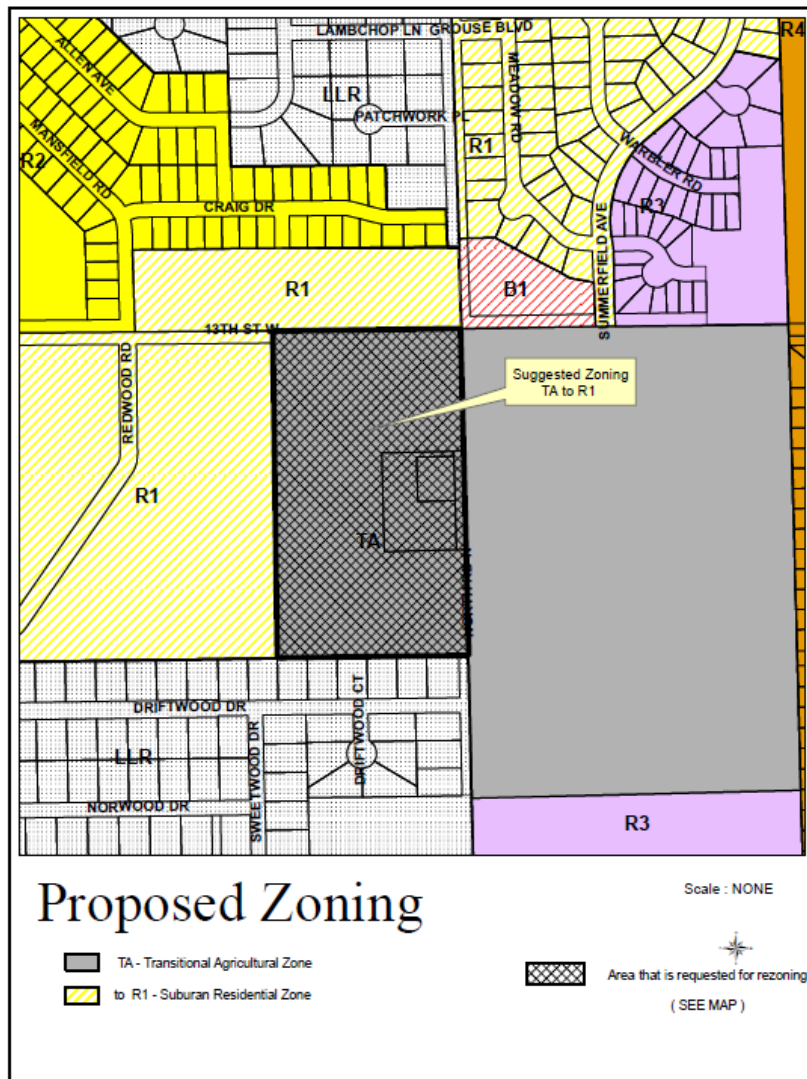 LAMBCHOP LN GROUSE BLVD
R4
ALLEN AVE
MEADOW RD
LLR
PATCHWORK PL
MANSFIELD RD
R1
WARBLER RD
R2
R3
CRAIG DR
SUMMERFIELD AVE
R1
B1
13TH ST W
REDWOOD RD
Suggested Zoning
TA to R1
R1
TA
DRIFTWOOD DR
DRIFTWOOD CT
LLR
SWEETWOOD DR
NORWOOD DR
R3
Proposed Zoning
Scale : NONE
TA - Transitional Agricultural Zone
to R1 - Suburan Residential Zone
Area that is requested for rezoning
( SEE MAP )